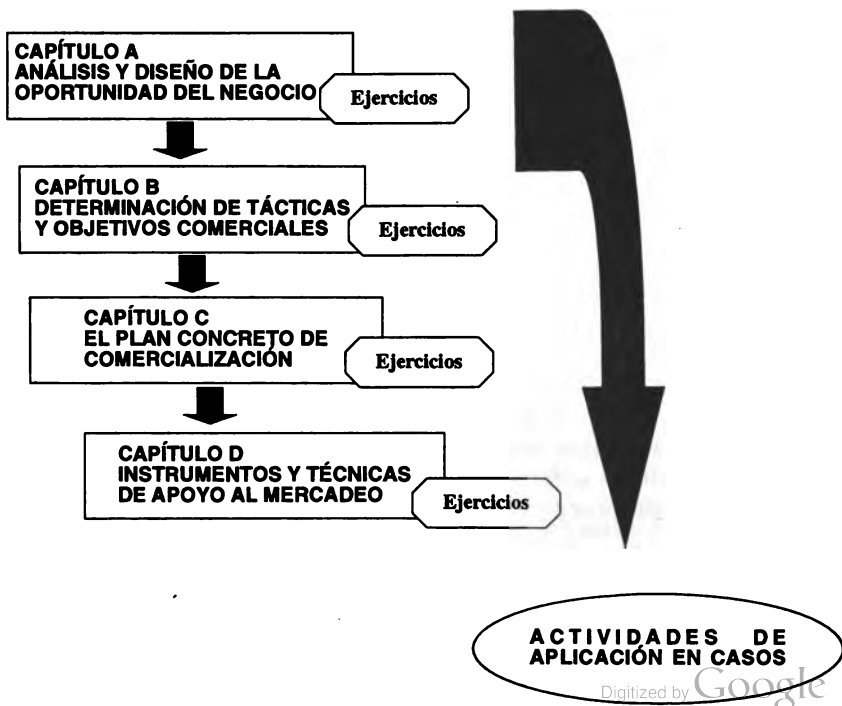 CAPÍTULO A
ANÁLISIS Y DISEÑO DE LA
OPORTUNIDAD DEL NEGOCIO
Ejercicios
CAPÍTULO B
DETERMINACIÓN DE TÁCTICAS
Y OBJETIVOS COMERCIALES
Ejercicios
CAPÍTULO C
EL PLAN CONCRETO DE
COMERCIALIZACIÓN
Ejercicios
CAPÍTULO D
INSTRUMENTOS Y TÉCNICAS
DE APOYO AL MERCADEO
Ejercicios
ACTIVIDADES DE
APLICACIÓN EN CASOS
Digitized by Google